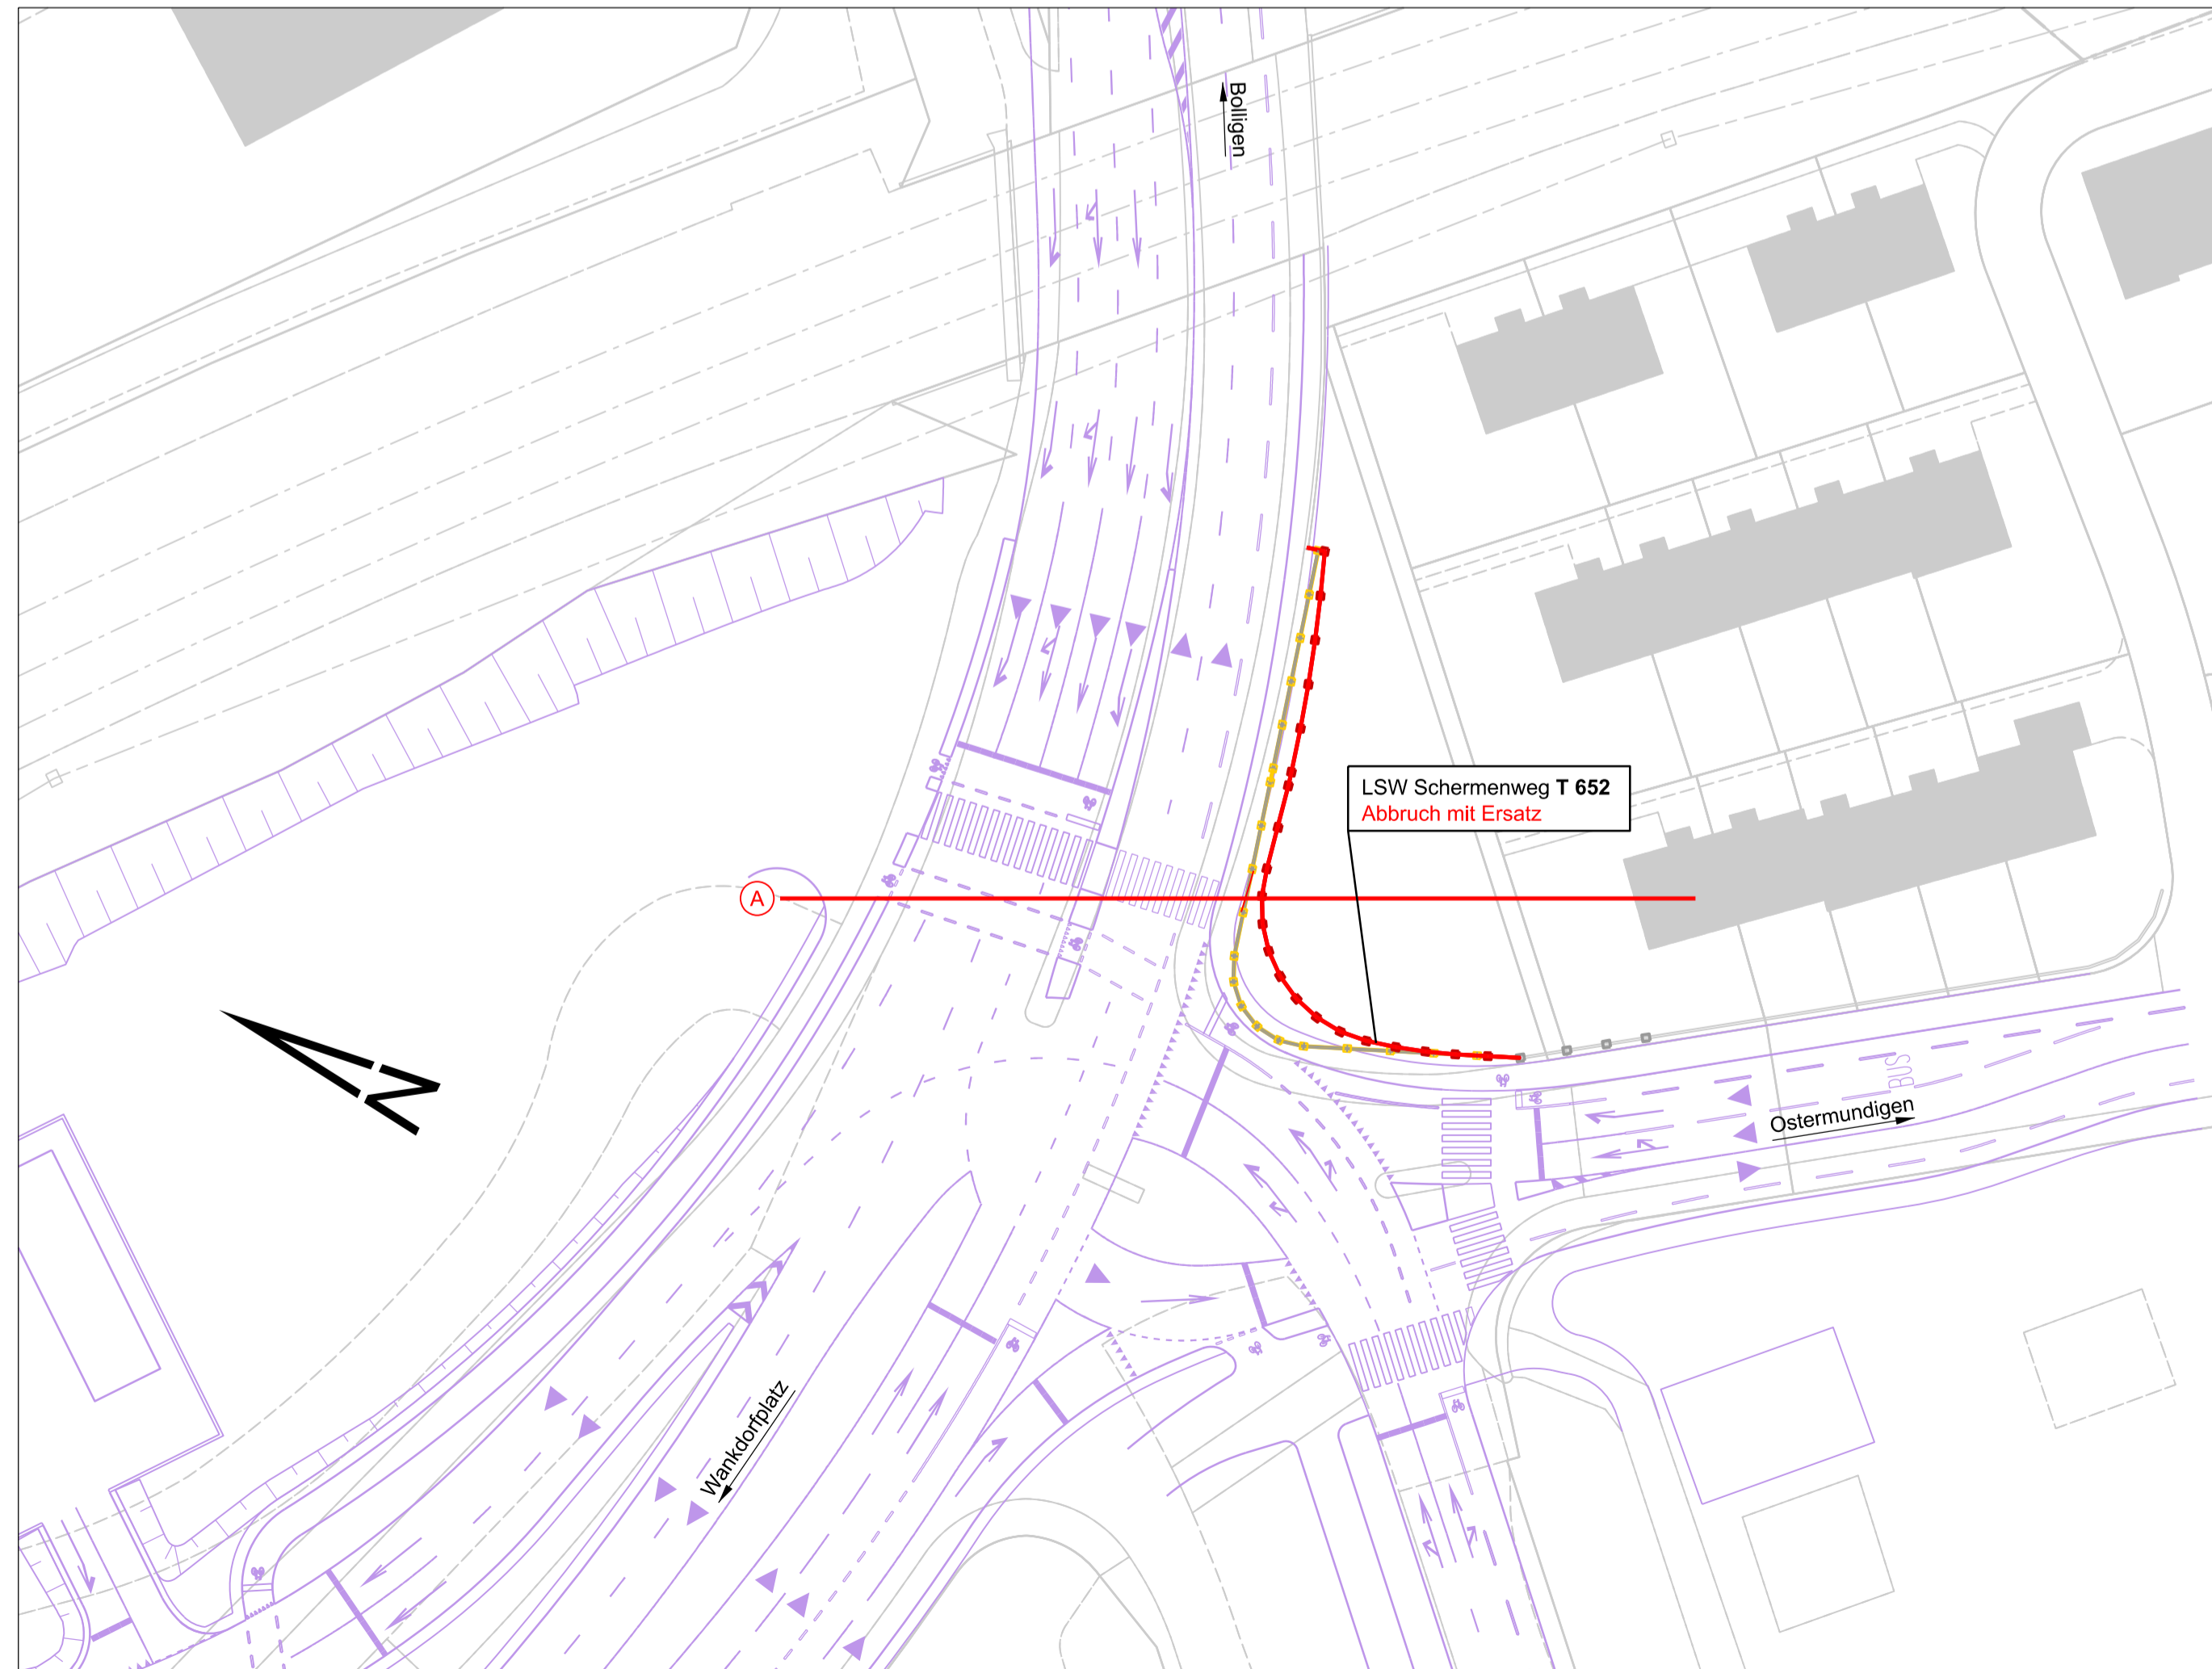 Bolligen
LSW Schermenweg T 652
Abbruch mit Ersatz
A
BUS
Ostermundigen
Wankdorfplatz